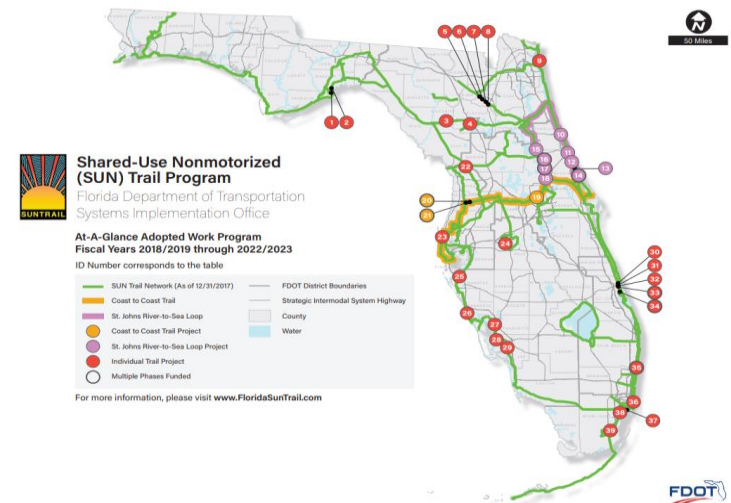 N
50 Miles
5 6 7 8
9
1 2
3
4
10
11
12
13
14
15
16
17
18
19
20
21
22
23
24
25
26
27
28
29
30
31
32
33
34
35
36
37
38
39
SUNTRAIL
Shared-Use Nonmotorized
(SUN) Trail Program
Florida Department of Transportation
Systems Implementation Office
At-A-Glance Adopted Work Program
Fiscal Years 2018/2019 through 2022/2023
ID Number corresponds to the table
SUN Trail Network (As of 12/31/2017)
Coast to Coast Trail
St. Johns River-to-Sea Loop
Coast to Coast Trail Project
St. Johns River-to-Sea Loop Project
Individual Trail Project
Multiple Phases Funded
FDOT District Boundaries
Strategic Intermodal System Highway
County
Water
For more information, please visit www.FloridaSunTrail.com
FDOT